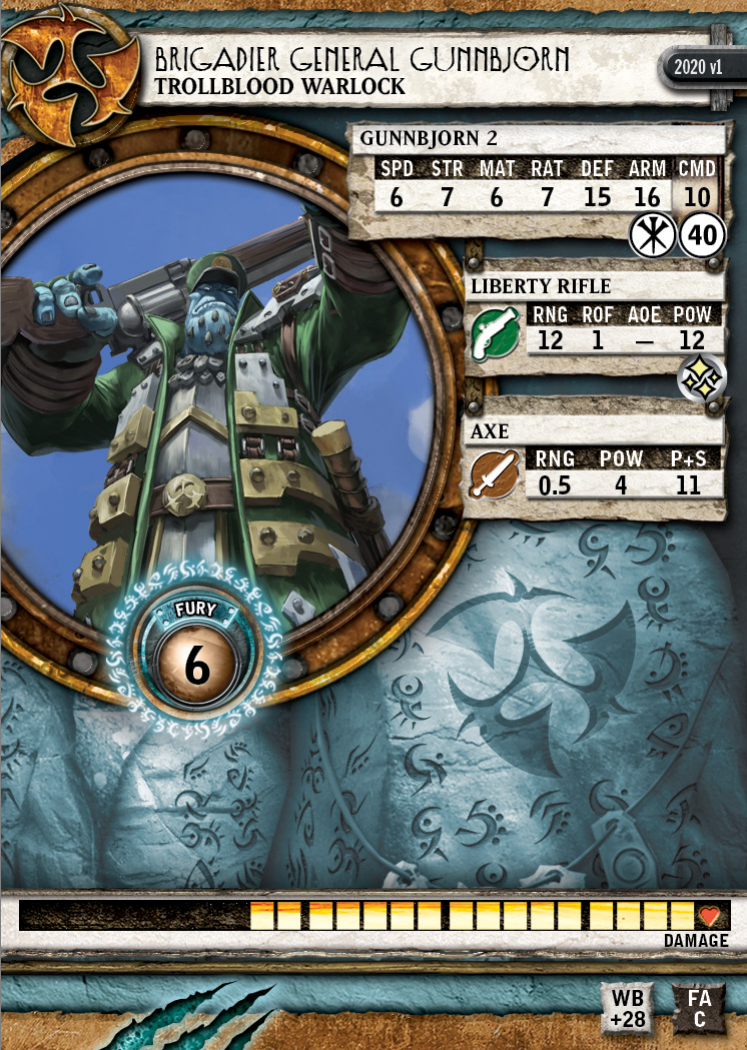 BRIGADIER GENERAL GUNNBJORN
TROLLBLOOD WARLOCK
2020 v1
GUNNBJORN 2
SPD STR MAT RAT DEF ARM CMD
6 7 6 7 15 16 10
40
LIBERTY RIFLE
RNG ROF AOE POW
12 1 — 12
AXE
RNG POW P+S
0.5 4 11
FURY
6
DAMAGE
WB
+28
FA
C